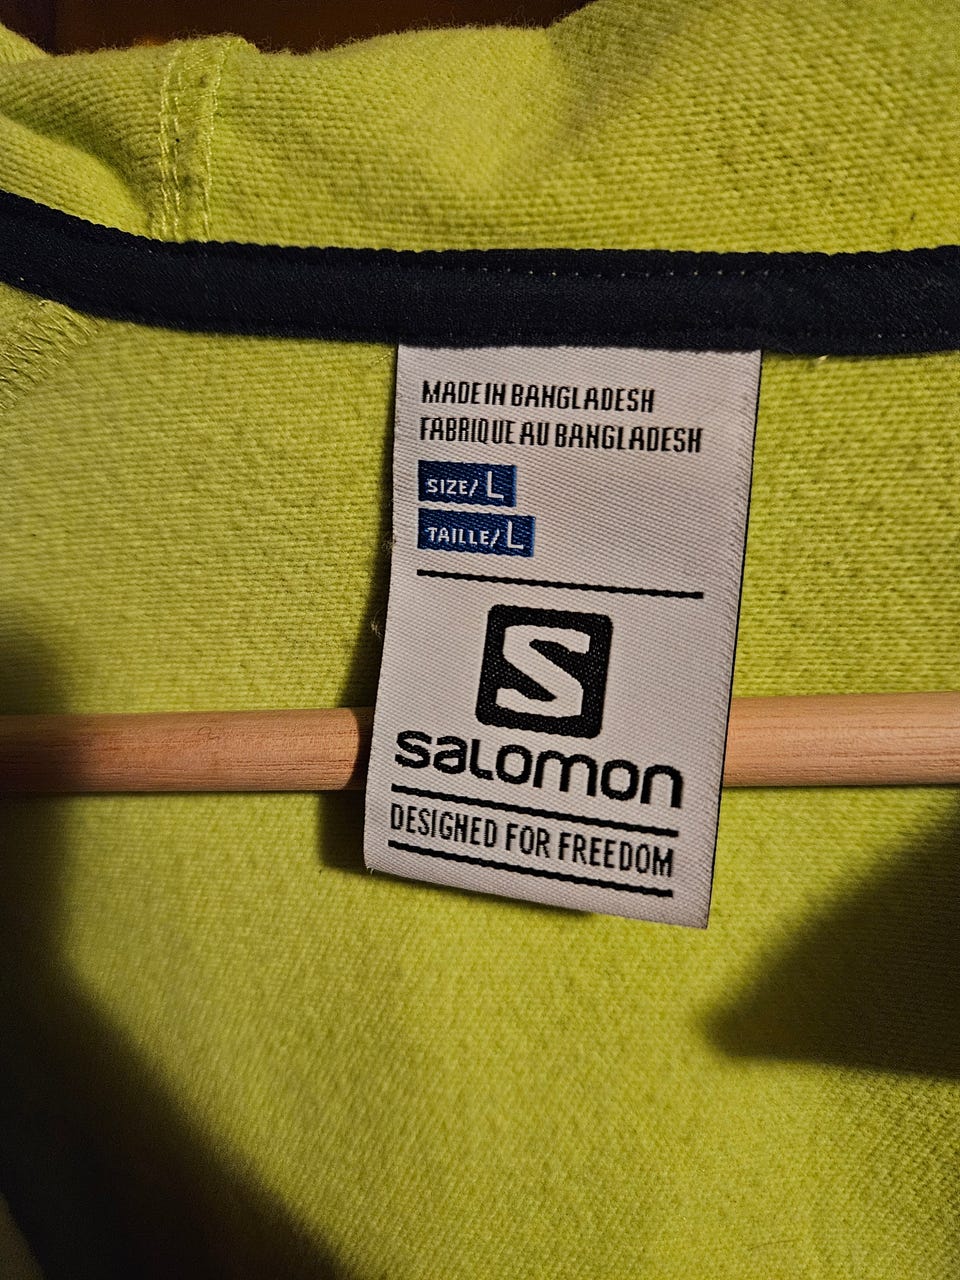 MADE IN BANGLADESH
FABRIQUE AU BANGLADESH
SIZE/ L
TAILLE/ L
S
SALOMON
DESIGNED FOR FREEDOM